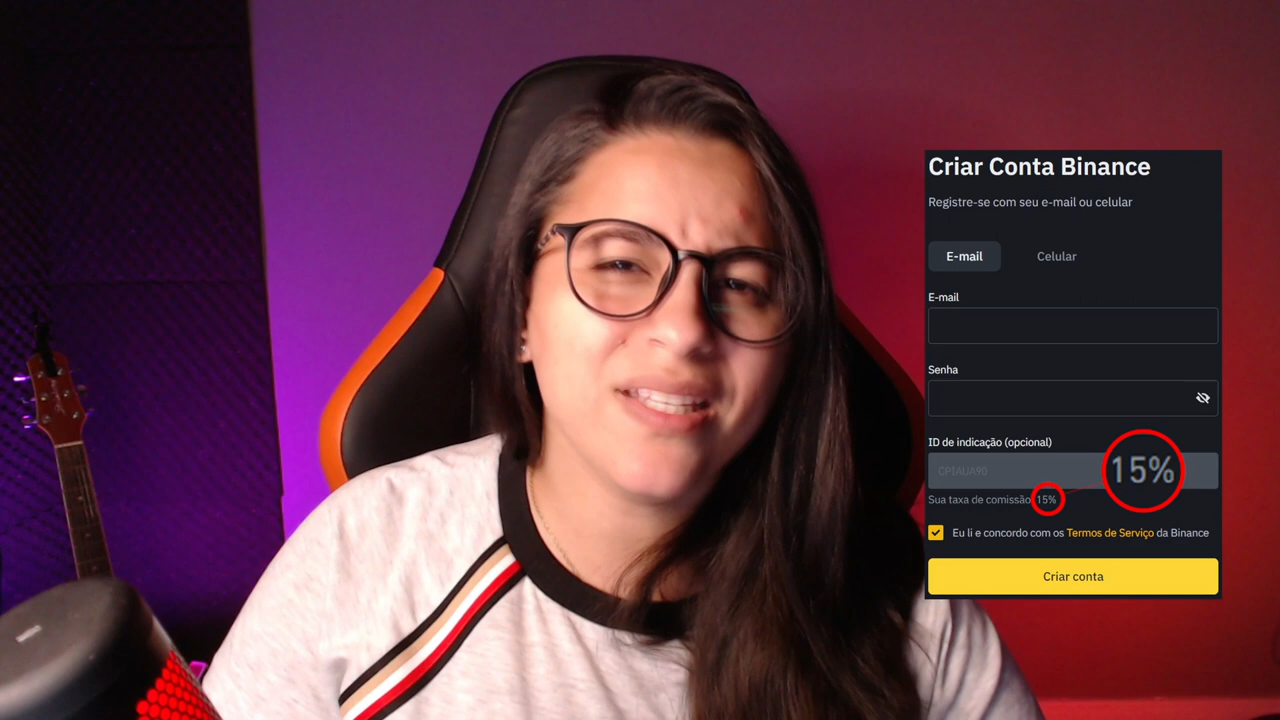 Criar Conta Binance
Registre-se com seu e-mail ou celular
E-mail Celular
E-mail
Senha
ID de indicação (opcional)
CPIAUA90
15%
Sua taxa de comissão 15%
Eu li e concordo com os Termos de Serviço da Binance
Criar conta